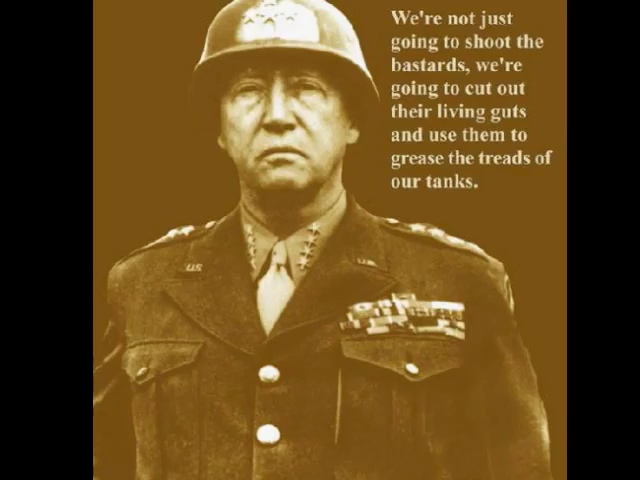 We're not just
going to shoot the
bastards, we're
going to cut out
their living guts
and use them to
grease the treads of
our tanks.
U.S.